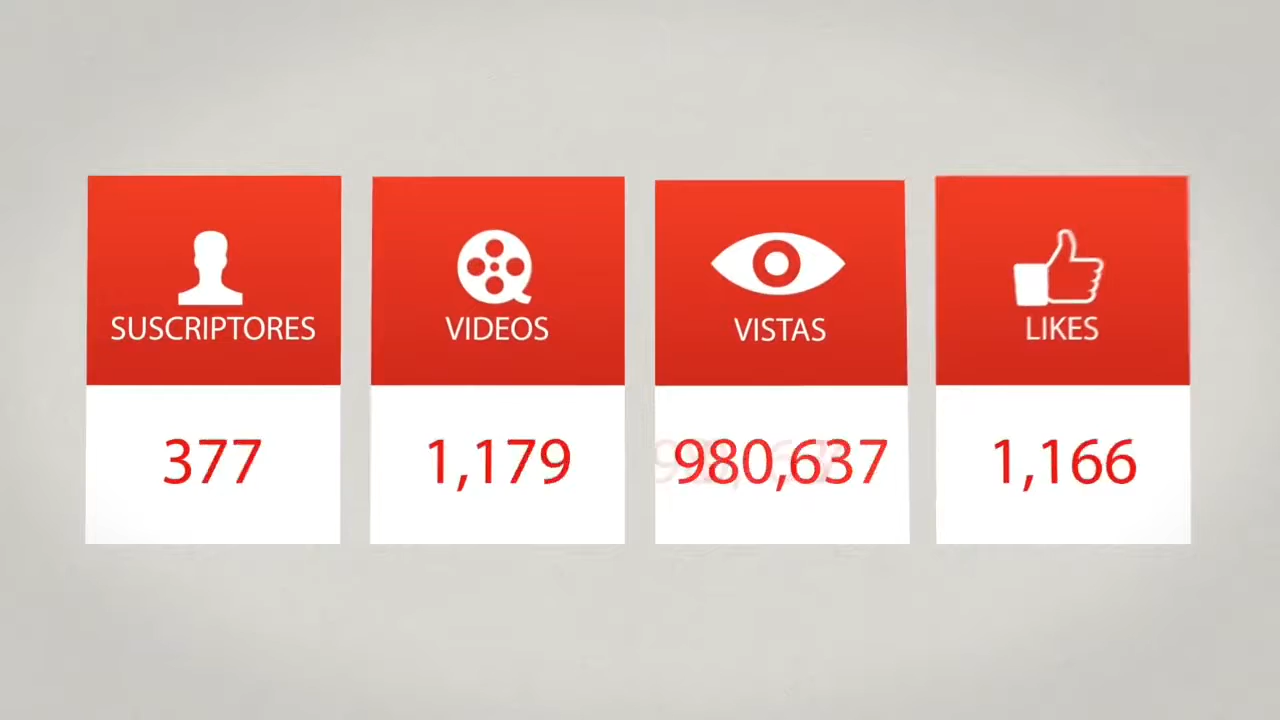 SUSCRIPTORES
377
VIDEOS
1,179
VISTAS
980,637
LIKES
1,166